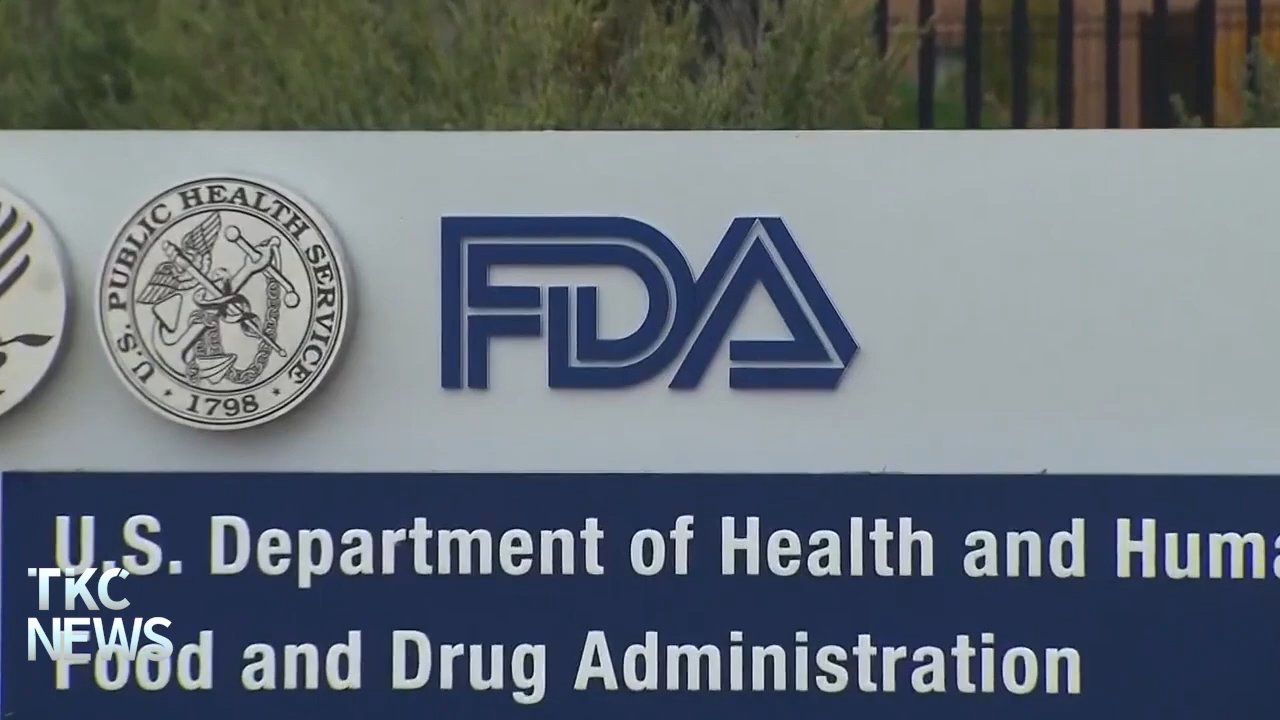 U.S. PUBLIC HEALTH SERVICE
1798
FDA
U.S. Department of Health and Huma
Food and Drug Administration
TKC
NEWS